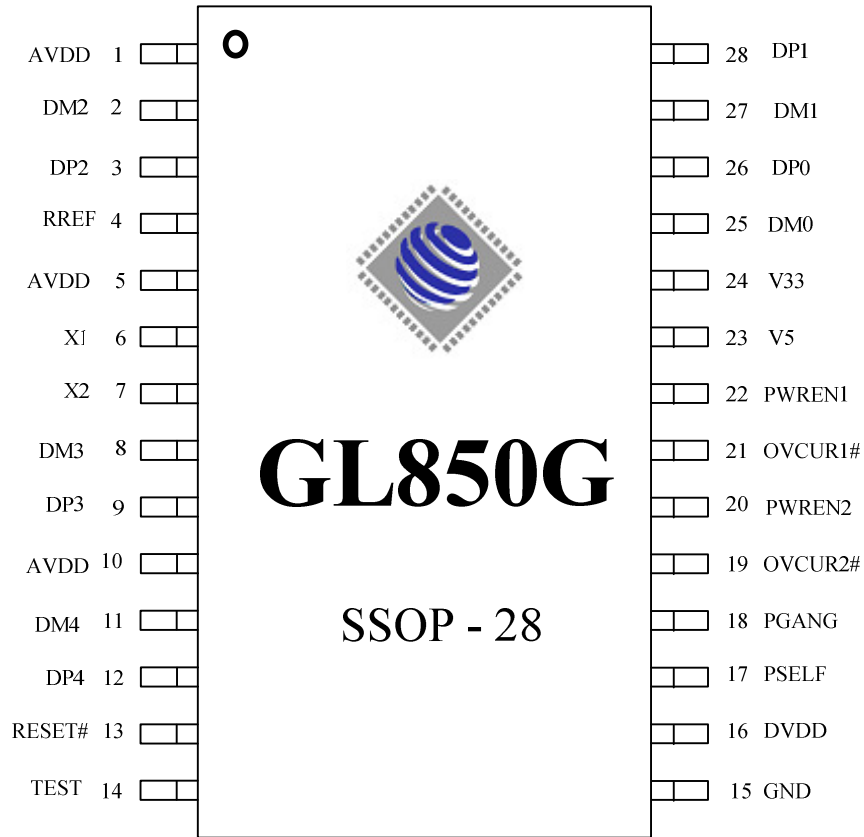 AVDD 1
28 DP1
DM2 2
27 DM1
DP2 3
26 DP0
RREF 4
25 DM0
AVDD 5
24 V33
X1 6
23 V5
X2 7
22 PWREN1
DM3 8
21 OVCUR1#
GL850G
DP3 9
20 PWREN2
AVDD 10
19 OVCUR2#
DM4 11
18 PGANG
SSOP - 28
DP4 12
17 PSELF
RESET# 13
16 DVDD
TEST 14
15 GND